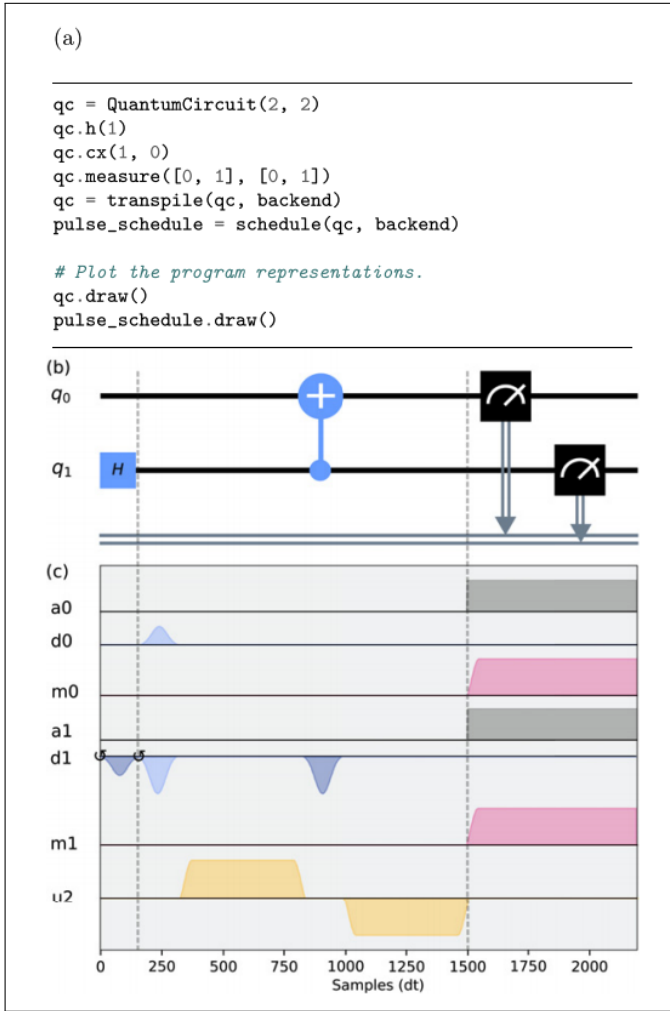 (a)
qc = QuantumCircuit(2, 2)
qc.h(1)
qc.cx(1, 0)
qc.measure([0, 1], [0, 1])
qc = transpile(qc, backend)
pulse_schedule = schedule(qc, backend)
# Plot the program representations.
qc.draw()
pulse_schedule.draw()
(b)
q0
q1
H
(c)
a0
d0
m0
a1
d1
m1
u2
0 250 500 750 1000 1250 1500 1750 2000
Samples (dt)